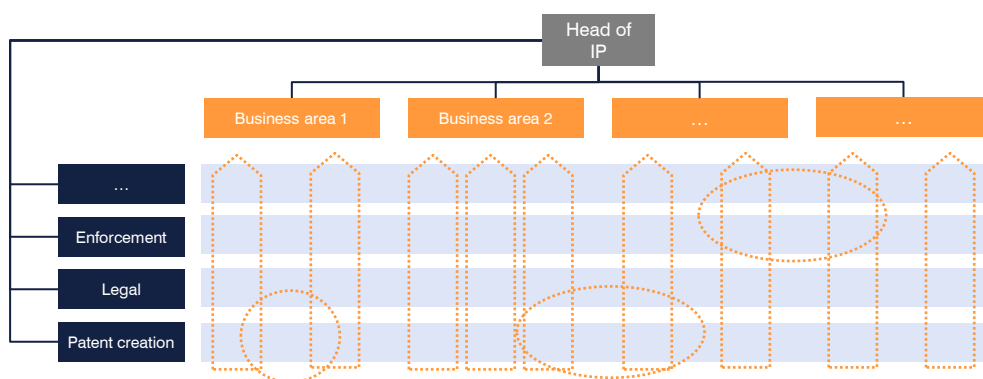 Head of
IP
Business area 1
Business area 2
…
…
…
Enforcement
Legal
Patent creation